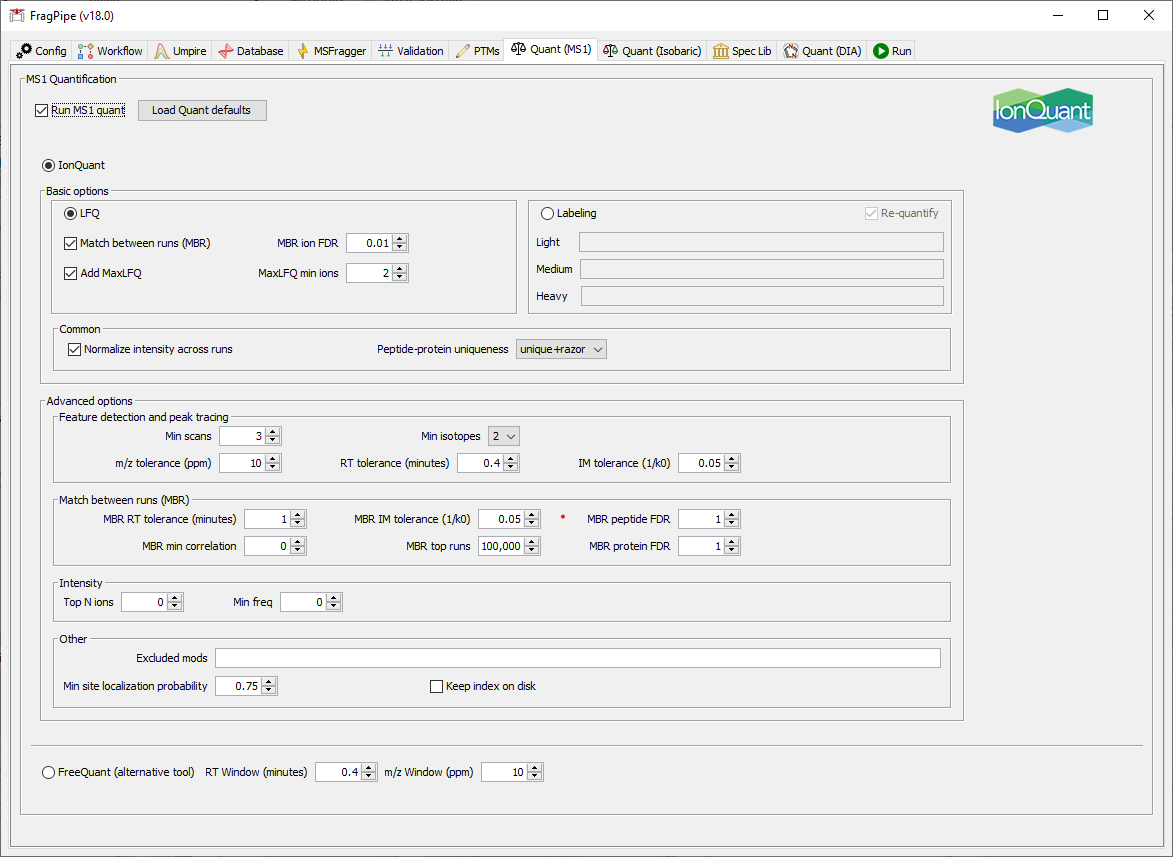 FragPipe (v18.0)
Config Workflow Umpire Database MSFragger Validation PTMs Quant (MS1) Quant (Isobaric) Spec Lib Quant (DIA) Run
MS1 Quantification
Run MS1 quant Load Quant defaults IonQuant
IonQuant
Basic options
LFQ Labeling Re-quantify
Match between runs (MBR) MBR ion FDR 0.01 Light
Add MaxLFQ MaxLFQ min ions 2 Medium
Heavy
Common
Normalize intensity across runs Peptide-protein uniqueness unique+razor
Advanced options
Feature detection and peak tracing
Min scans 3 Min isotopes 2
m/z tolerance (ppm) 10 RT tolerance (minutes) 0.4 IM tolerance (1/k0) 0.05
Match between runs (MBR)
MBR RT tolerance (minutes) 1 MBR IM tolerance (1/k0) 0.05 * MBR peptide FDR 1
MBR min correlation 0 MBR top runs 100,000 MBR protein FDR 1
Intensity
Top N ions 0 Min freq 0
Other
Excluded mods
Min site localization probability 0.75 Keep index on disk
FreeQuant (alternative tool) RT Window (minutes) 0.4 m/z Window (ppm) 10